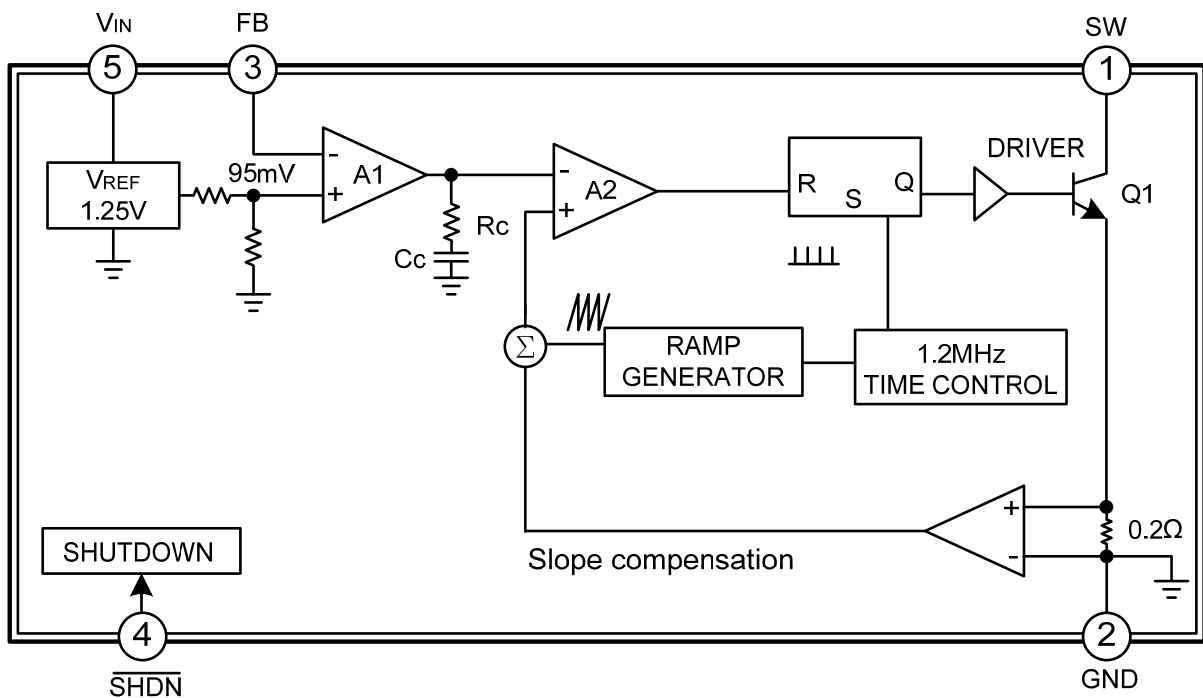 VIN
FB
SW
5
3
1
VREF
1.25V
95mV
-
+
A1
RC
CC
-
+
A2
R
S
Q
DRIVER
Q1
Σ
RAMP
GENERATOR
1.2MHz
TIME CONTROL
+
-
0.2Ω
Slope compensation
SHUTDOWN
4
2
SHDN
GND